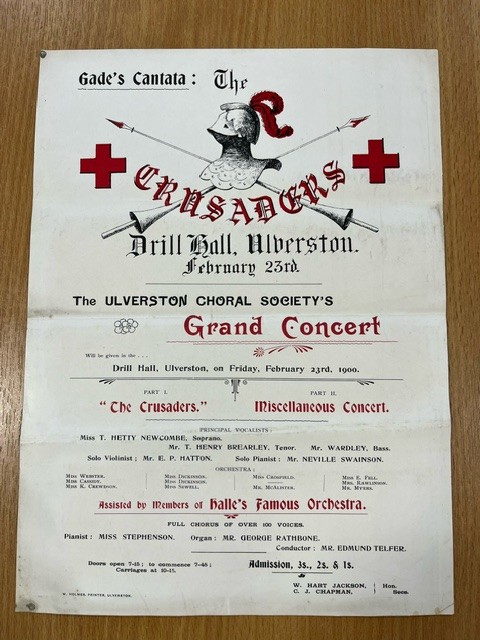 Gade's Cantata: The
CRUSADERS
Drill Hall, Ulverston.
February 23rd.
The ULVERSTON CHORAL SOCIETY'S
Grand Concert
Will be given in the . . .
Drill Hall, Ulverston, on Friday, February 23rd, 1900.
PART I. PART II.
"The Crusaders." Miscellaneous Concert.
PRINCIPAL VOCALISTS:
Miss T. HETTY NEWCOMBE, Soprano.
Mr. T. HENRY BREARLEY, Tenor. Mr. WARDLEY, Bass.
Solo Violinist; Mr. E. P. HATTON. Solo Pianist: Mr. NEVILLE SWAINSON.
ORCHESTRA:
Miss Webster. Miss Dickinson. Miss Miss E. Fell.
Miss Cassidy. Miss Dickinson. Mrs. Rawlinson.
Miss K. Crewdson. Miss Sewell. Mr. McAlister. Mr. Myers.
Assisted by Members of Halle's Famous Orchestra.
FULL CHORUS OF OVER 100 VOICES.
Pianist: MISS STEPHENSON. Organ: MR. GEORGE RATHBONE.
Conductor: MR. EDMUND TELFER.
Doors open 7-15; to commence 7-45; Admission, 3s., 2s. & 1s.
Carriages at 10-15.
W. HART JACKSON, Hon.
C. J. CHAPMAN, Secs.
W. HOLMES, PRINTER, ULVERSTON.